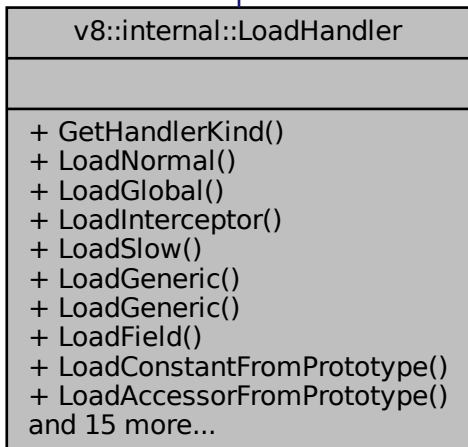 v8::internal::LoadHandler
+ GetHandlerKind()
+ LoadNormal()
+ LoadGlobal()
+ LoadInterceptor()
+ LoadSlow()
+ LoadGeneric()
+ LoadGeneric()
+ LoadField()
+ LoadConstantFromPrototype()
+ LoadAccessorFromPrototype()
and 15 more...